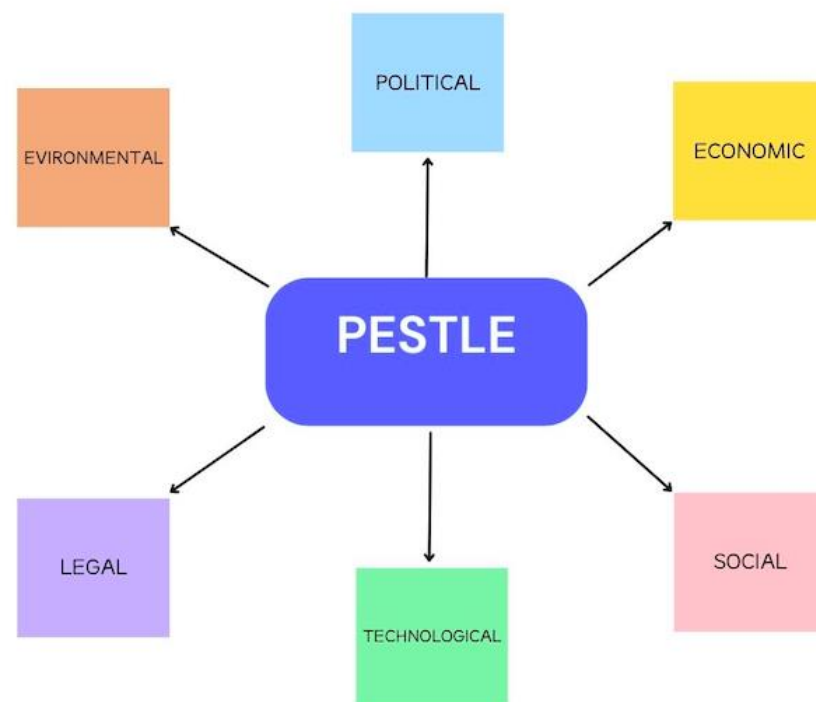 POLITICAL
EVIRONMENTAL
ECONOMIC
PESTLE
LEGAL
SOCIAL
TECHNOLOGICAL